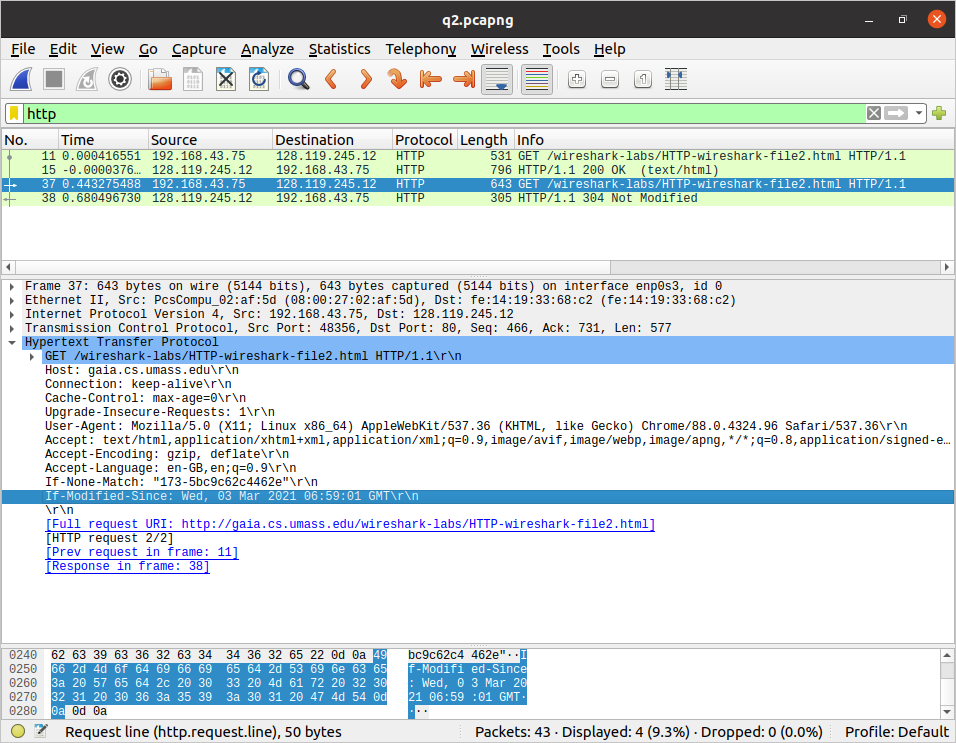 q2.pcapng
File Edit View Go Capture Analyze Statistics Telephony Wireless Tools Help
http
No. Time Source Destination Protocol Length Info
11 0.000416551 192.168.43.75 128.119.245.12 HTTP 531 GET /wireshark-labs/HTTP-wireshark-file2.html HTTP/1.1
15 -0.0000376… 128.119.245.12 192.168.43.75 HTTP 796 HTTP/1.1 200 OK (text/html)
37 0.443275488 192.168.43.75 128.119.245.12 HTTP 643 GET /wireshark-labs/HTTP-wireshark-file2.html HTTP/1.1
38 0.680496730 128.119.245.12 192.168.43.75 HTTP 305 HTTP/1.1 304 Not Modified
Frame 37: 643 bytes on wire (5144 bits), 643 bytes captured (5144 bits) on interface enp0s3, id 0
Ethernet II, Src: PcsCompu_02:af:5d (08:00:27:02:af:5d), Dst: fe:14:19:33:68:c2 (fe:14:19:33:68:c2)
Internet Protocol Version 4, Src: 192.168.43.75, Dst: 128.119.245.12
Transmission Control Protocol, Src Port: 48356, Dst Port: 80, Seq: 466, Ack: 731, Len: 577
Hypertext Transfer Protocol
GET /wireshark-labs/HTTP-wireshark-file2.html HTTP/1.1\r\n
Host: gaia.cs.umass.edu\r\n
Connection: keep-alive\r\n
Cache-Control: max-age=0\r\n
Upgrade-Insecure-Requests: 1\r\n
User-Agent: Mozilla/5.0 (X11; Linux x86_64) AppleWebKit/537.36 (KHTML, like Gecko) Chrome/88.0.4324.96 Safari/537.36\r\n
Accept: text/html,application/xhtml+xml,application/xml;q=0.9,image/avif,image/webp,image/apng,*/*;q=0.8,application/signed-e…
Accept-Encoding: gzip, deflate\r\n
Accept-Language: en-GB,en;q=0.9\r\n
If-None-Match: "173-5bc9c62c4462e"\r\n
If-Modified-Since: Wed, 03 Mar 2021 06:59:01 GMT\r\n
\r\n
[Full request URI: http://gaia.cs.umass.edu/wireshark-labs/HTTP-wireshark-file2.html]
[HTTP request 2/2]
[Prev request in frame: 11]
[Response in frame: 38]
0240 62 63 39 63 36 32 63 34 34 36 32 65 22 0d 0a 49 bc9c62c4 462e"··I
0250 66 2d 4d 6f 64 69 66 69 65 64 2d 53 69 6e 63 65 f-Modifi ed-Since
0260 3a 20 57 65 64 2c 20 30 33 20 4d 61 72 20 32 30 : Wed, 0 3 Mar 20
0270 32 31 20 30 36 3a 35 39 3a 30 31 20 47 4d 54 0d 21 06:59 :01 GMT·
0280 0a 0d 0a ···
Request line (http.request.line), 50 bytes Packets: 43 · Displayed: 4 (9.3%) · Dropped: 0 (0.0%) Profile: Default